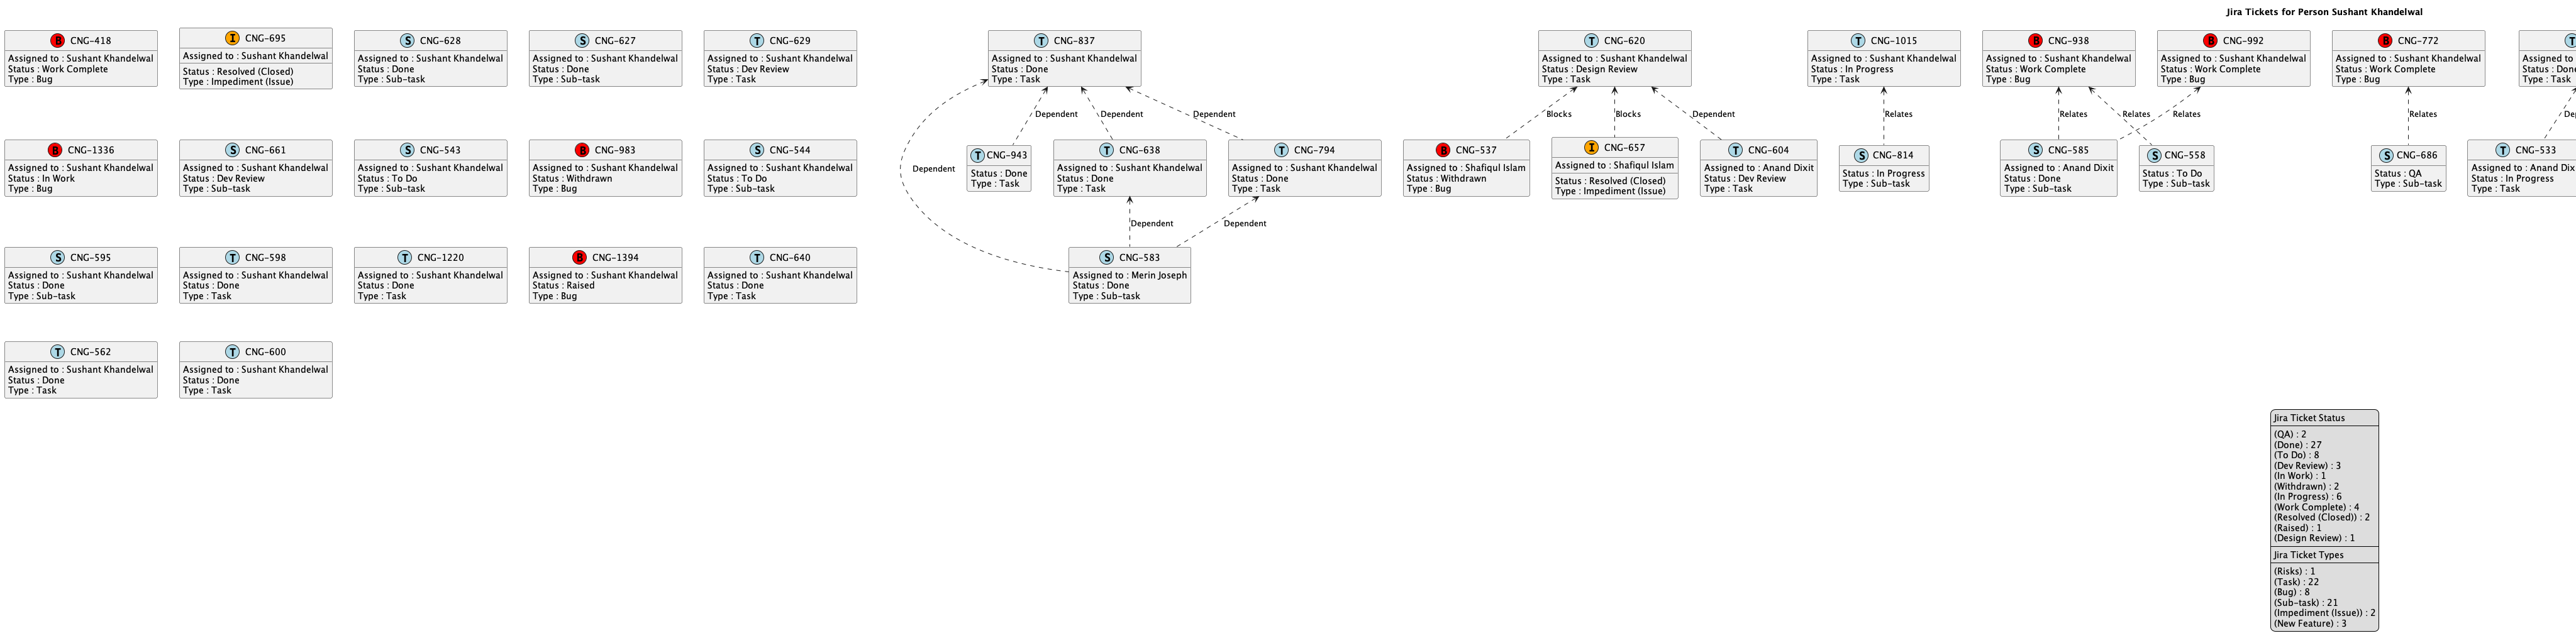 Jira Tickets for Person Sushant Khandelwal
B CNG-418
Assigned to : Sushant Khandelwal
Status : Work Complete
Type : Bug
I CNG-695
Assigned to : Sushant Khandelwal
Status : Resolved (Closed)
Type : Impediment (Issue)
S CNG-628
Assigned to : Sushant Khandelwal
Status : Done
Type : Sub-task
S CNG-627
Assigned to : Sushant Khandelwal
Status : Done
Type : Sub-task
T CNG-629
Assigned to : Sushant Khandelwal
Status : Dev Review
Type : Task
T CNG-837
Assigned to : Sushant Khandelwal
Status : Done
Type : Task
T CNG-620
Assigned to : Sushant Khandelwal
Status : Design Review
Type : Task
T CNG-1015
Assigned to : Sushant Khandelwal
Status : In Progress
Type : Task
B CNG-938
Assigned to : Sushant Khandelwal
Status : Work Complete
Type : Bug
B CNG-992
Assigned to : Sushant Khandelwal
Status : Work Complete
Type : Bug
B CNG-772
Assigned to : Sushant Khandelwal
Status : Work Complete
Type : Bug
T
Assigned to
Status : Done
Type : Task
Dependent
Dependent
Dependent
Blocks
Blocks
Dependent
Relates
Relates
Relates
Relates
Relates
B CNG-1336
Assigned to : Sushant Khandelwal
Status : In Work
Type : Bug
S CNG-661
Assigned to : Sushant Khandelwal
Status : Dev Review
Type : Sub-task
S CNG-543
Assigned to : Sushant Khandelwal
Status : To Do
Type : Sub-task
B CNG-983
Assigned to : Sushant Khandelwal
Status : Withdrawn
Type : Bug
S CNG-544
Assigned to : Sushant Khandelwal
Status : To Do
Type : Sub-task
Dependent
T CNG-943
Status : Done
Type : Task
T CNG-638
Assigned to : Sushant Khandelwal
Status : Done
Type : Task
T CNG-794
Assigned to : Sushant Khandelwal
Status : Done
Type : Task
B CNG-537
Assigned to : Shafiqul Islam
Status : Withdrawn
Type : Bug
I CNG-657
Assigned to : Shafiqul Islam
Status : Resolved (Closed)
Type : Impediment (Issue)
T CNG-604
Assigned to : Anand Dixit
Status : Dev Review
Type : Task
S CNG-814
Status : In Progress
Type : Sub-task
S CNG-585
Assigned to : Anand Dixit
Status : Done
Type : Sub-task
S CNG-558
Status : To Do
Type : Sub-task
S CNG-686
Status : QA
Type : Sub-task
T CNG-533
Assigned to : Anand Dix
Status : In Progress
Type : Task
Dependent
Dependent
S CNG-595
Assigned to : Sushant Khandelwal
Status : Done
Type : Sub-task
T CNG-598
Assigned to : Sushant Khandelwal
Status : Done
Type : Task
T CNG-1220
Assigned to : Sushant Khandelwal
Status : Done
Type : Task
B CNG-1394
Assigned to : Sushant Khandelwal
Status : Raised
Type : Bug
T CNG-640
Assigned to : Sushant Khandelwal
Status : Done
Type : Task
S CNG-583
Assigned to : Merin Joseph
Status : Done
Type : Sub-task
T CNG-562
Assigned to : Sushant Khandelwal
Status : Done
Type : Task
T CNG-600
Assigned to : Sushant Khandelwal
Status : Done
Type : Task
Jira Ticket Status
(QA) : 2
(Done) : 27
(To Do) : 8
(Dev Review) : 3
(In Work) : 1
(Withdrawn) : 2
(In Progress) : 6
(Work Complete) : 4
(Resolved (Closed)) : 2
(Raised) : 1
(Design Review) : 1
Jira Ticket Types
(Risks) : 1
(Task) : 22
(Bug) : 8
(Sub-task) : 21
(Impediment (Issue)) : 2
(New Feature) : 3